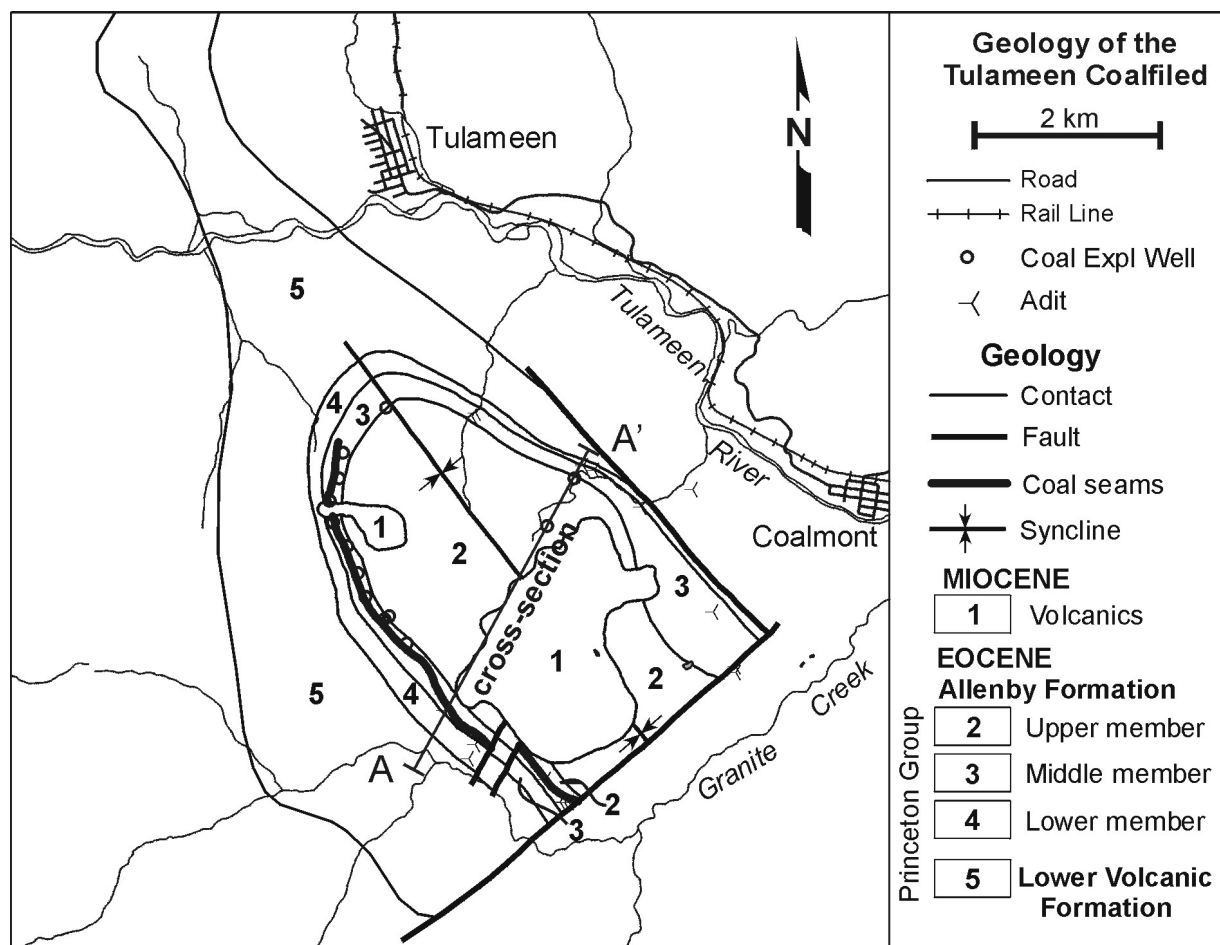 Tulameen
N
5
Tulameen
River
4
3
A'
1
2
Coalmont
cross-section
3
1
2
5
4
Creek
A
Granite
2
3
Geology of the
Tulameen Coalfiled
2 km
Road
Rail Line
Coal Expl Well
Adit
Geology
Contact
Fault
Coal seams
Syncline
MIOCENE
1 Volcanics
EOCENE
Allenby Formation
2 Upper member
3 Middle member
4 Lower member
5 Lower Volcanic
Formation
Princeton Group